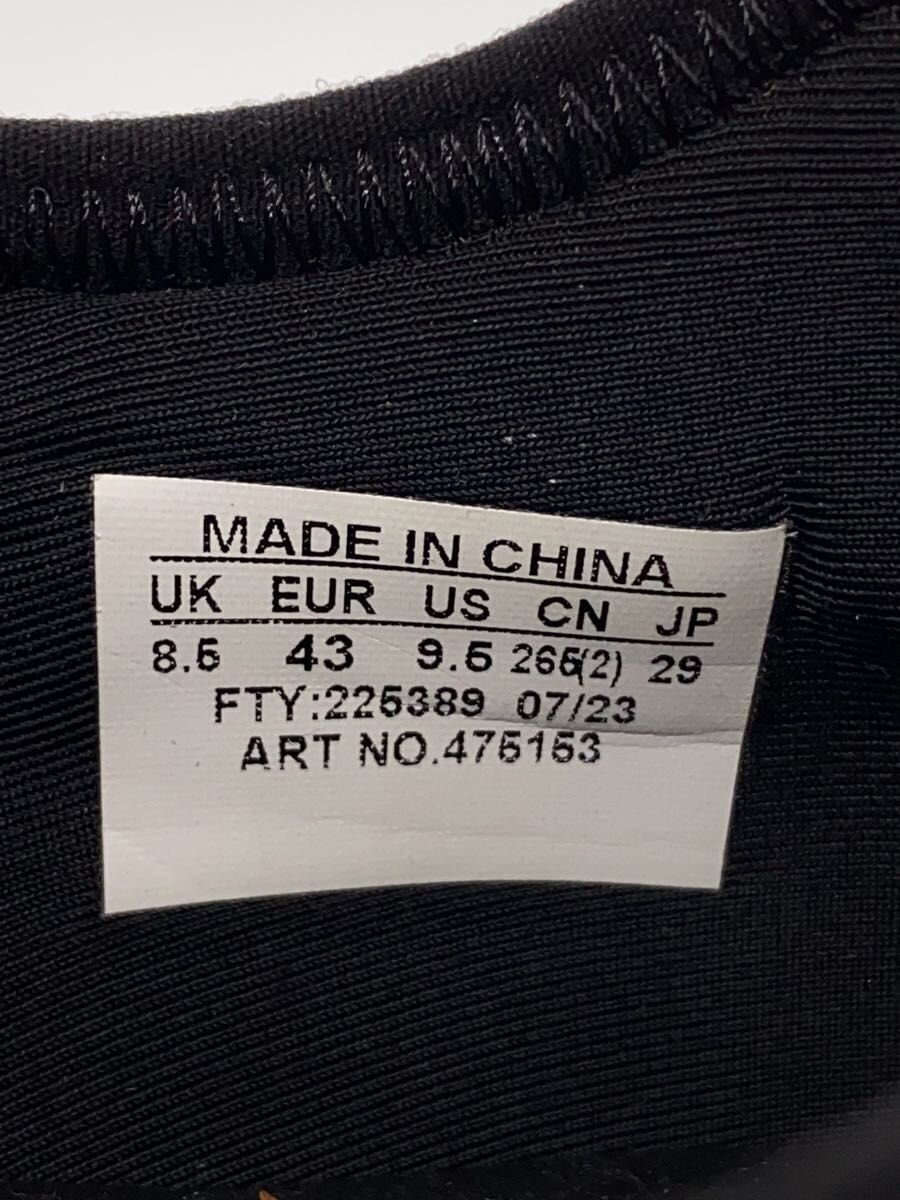 MADE IN CHINA
UK EUR US CN JP
8.5 43 9.5 265(2) 29
FTY:225389 07/23
ART NO.475153